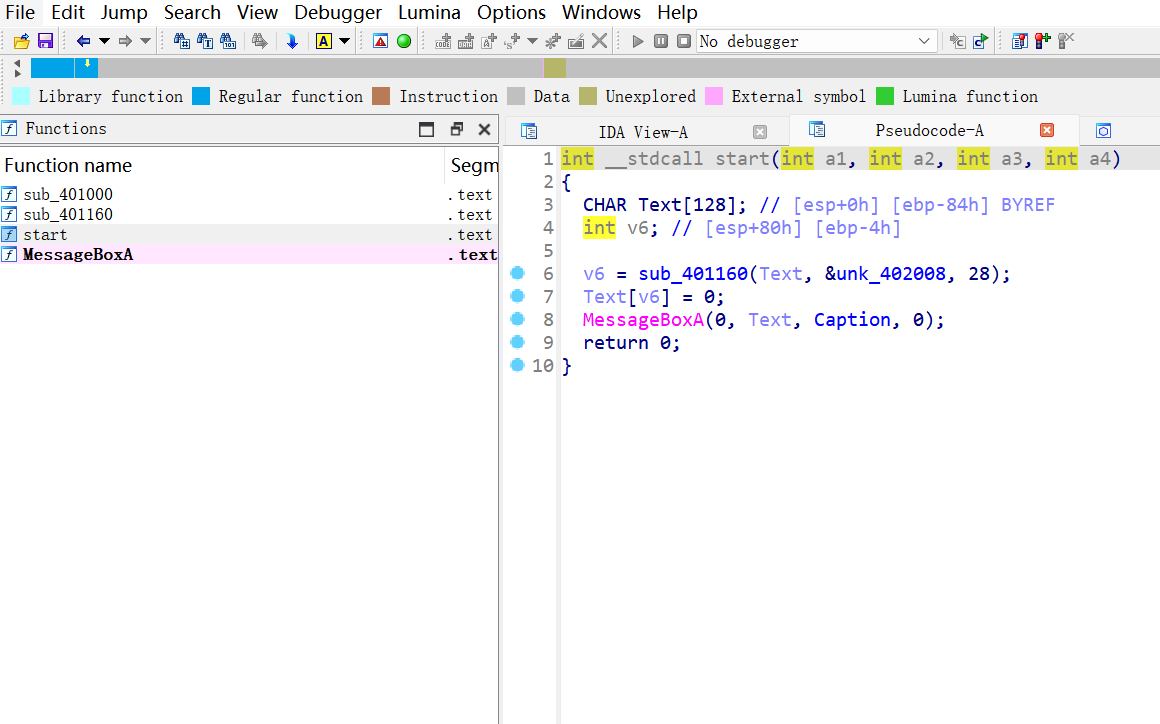 File Edit Jump Search View Debugger Lumina Options Windows Help
No debugger
Library function Regular function Instruction Data Unexplored External symbol Lumina function
Functions
IDA View-A Pseudocode-A
Function name Segm
sub_401000 .text
sub_401160 .text
start .text
MessageBoxA .text
1 int __stdcall start(int a1, int a2, int a3, int a4)
2 {
3 CHAR Text[128]; // [esp+0h] [ebp-84h] BYREF
4 int v6; // [esp+80h] [ebp-4h]
5
6 v6 = sub_401160(Text, &unk_402008, 28);
7 Text[v6] = 0;
8 MessageBoxA(0, Text, Caption, 0);
9 return 0;
10 }